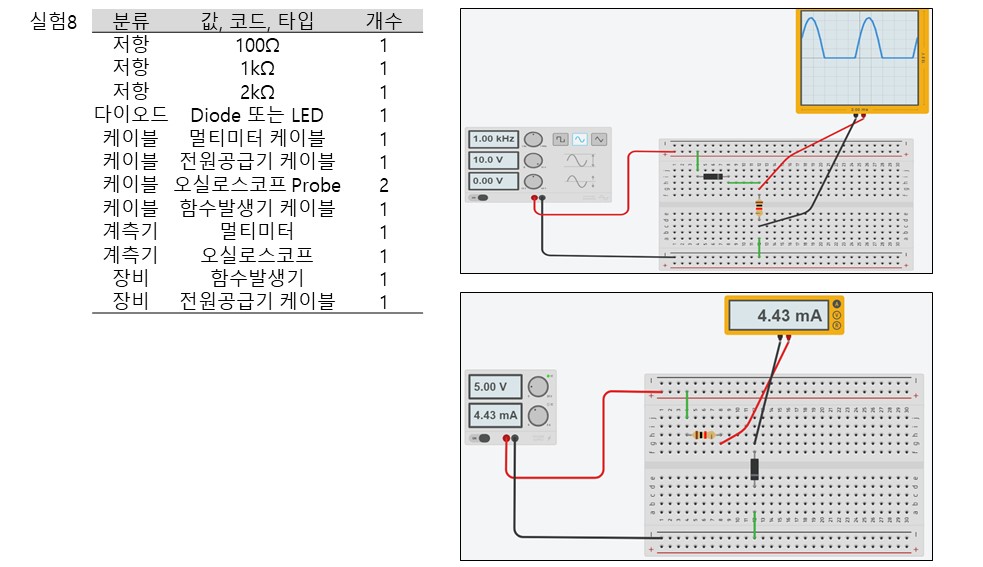 실험8
분류 값, 코드, 타입 개수
저항 100Ω 1
저항 1kΩ 1
저항 2kΩ 1
다이오드 Diode 또는 LED 1
케이블 멀티미터 케이블 1
케이블 전원공급기 케이블 1
케이블 오실로스코프 Probe 2
케이블 함수발생기 케이블 1
계측기 멀티미터 1
계측기 오실로스코프 1
장비 함수발생기 1
장비 전원공급기 케이블 1
1.00 kHz
10.0 V
0.00 V
4.43 mA
A
V
R
5.00 V
4.43 mA